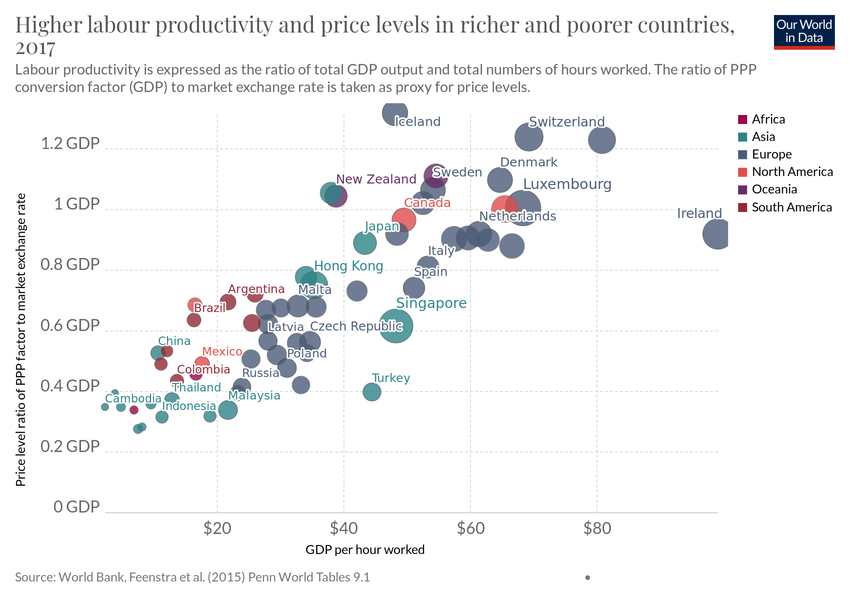 Higher labour productivity and price levels in richer and poorer countries,
2017
Our World
in Data
Labour productivity is expressed as the ratio of total GDP output and total numbers of hours worked. The ratio of PPP
conversion factor (GDP) to market exchange rate is taken as proxy for price levels.
Price level ratio of PPP factor to market exchange rate
1.2 GDP
1 GDP
0.8 GDP
0.6 GDP
0.4 GDP
0.2 GDP
0 GDP
Iceland
Switzerland
Sweden
Denmark
New Zealand
Luxembourg
Canada
Netherlands
Ireland
Japan
Italy
Hong Kong
Spain
Argentina
Malta
Singapore
Brazil
Latvia
Czech Republic
China
Mexico
Poland
Colombia
Russia
Turkey
Thailand
Malaysia
Cambodia
Indonesia
$20
$40
$60
$80
GDP per hour worked
Africa
Asia
Europe
North America
Oceania
South America
Source: World Bank, Feenstra et al. (2015) Penn World Tables 9.1